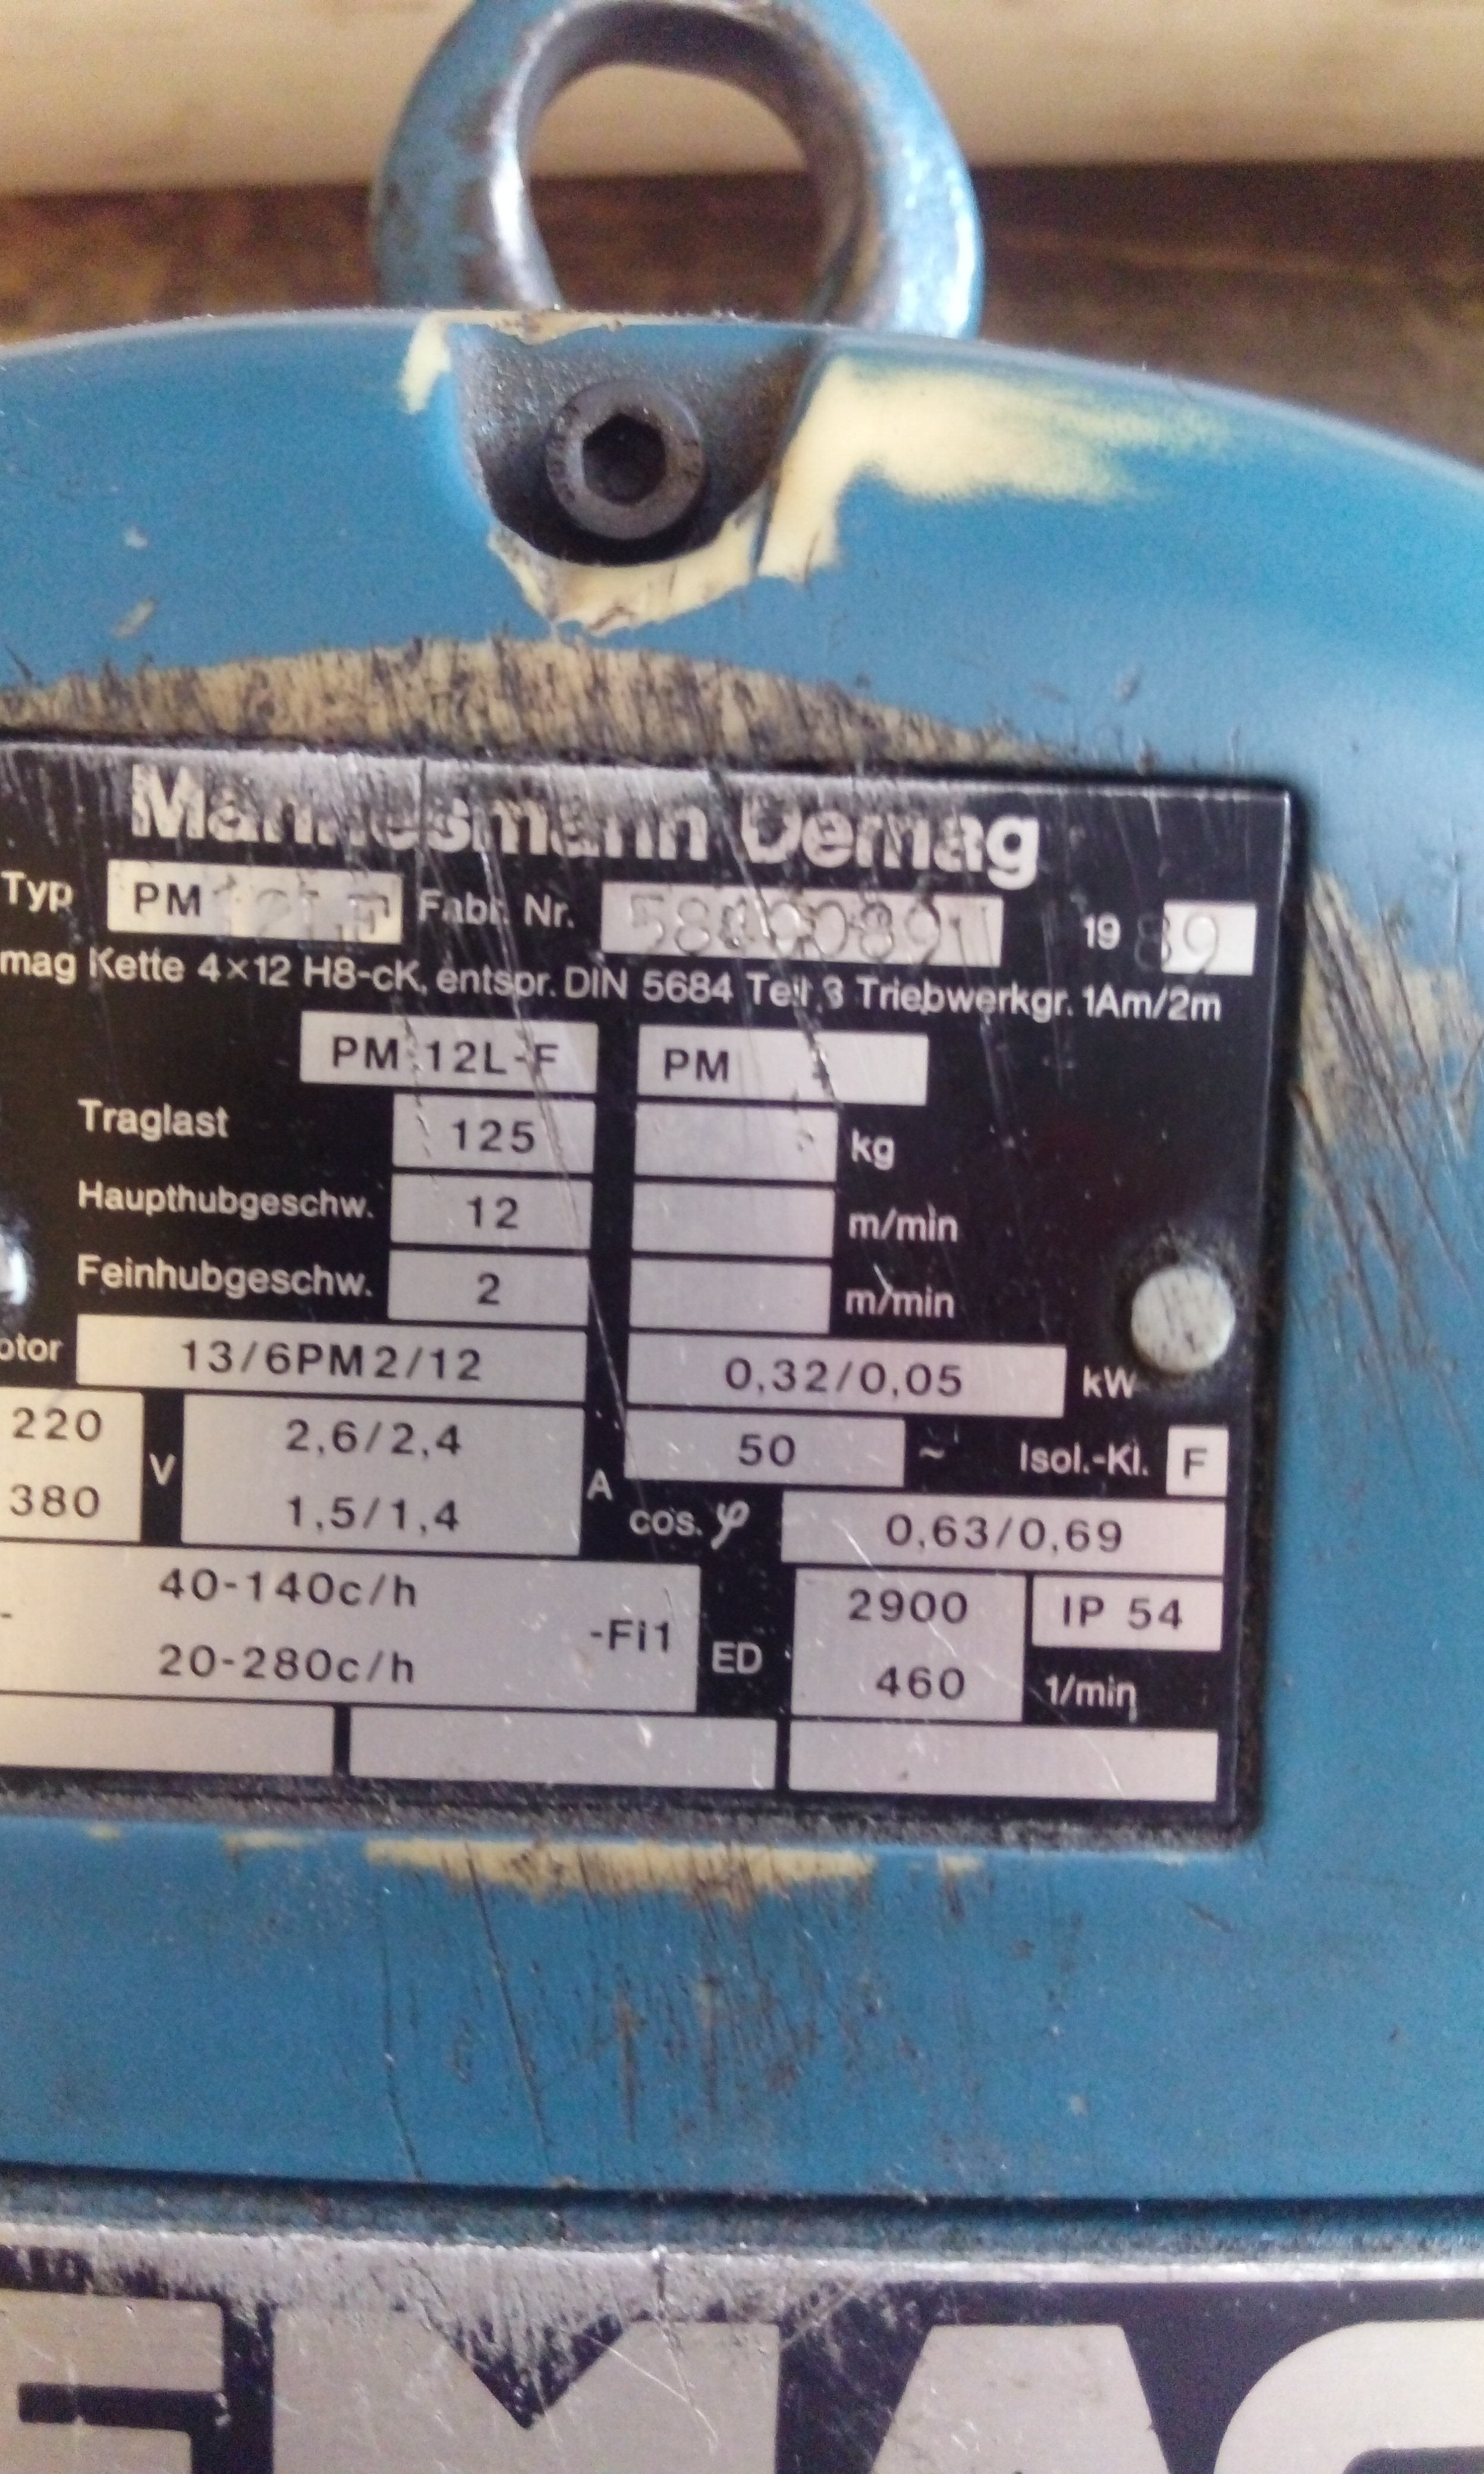 Mannesmann Demag
Typ PM 12L-F Fabr. Nr. 19 89
mag Kette 4×12 H8-cK, entspr. DIN 5684 Teil 3 Triebwerkgr. 1Am/2m
PM 12L-F PM
Traglast 125 kg
Haupthubgeschw. 12 m/min
Feinhubgeschw. 2 m/min
otor 13/6PM2/12 0,32/0,05 kW
220 V 2,6/2,4 A 50 ~ Isol.-Kl. F
380 1,5/1,4 cos. φ 0,63/0,69
- 40-140c/h -Fi1 ED 2900 IP 54
20-280c/h 460 1/min
EMAG